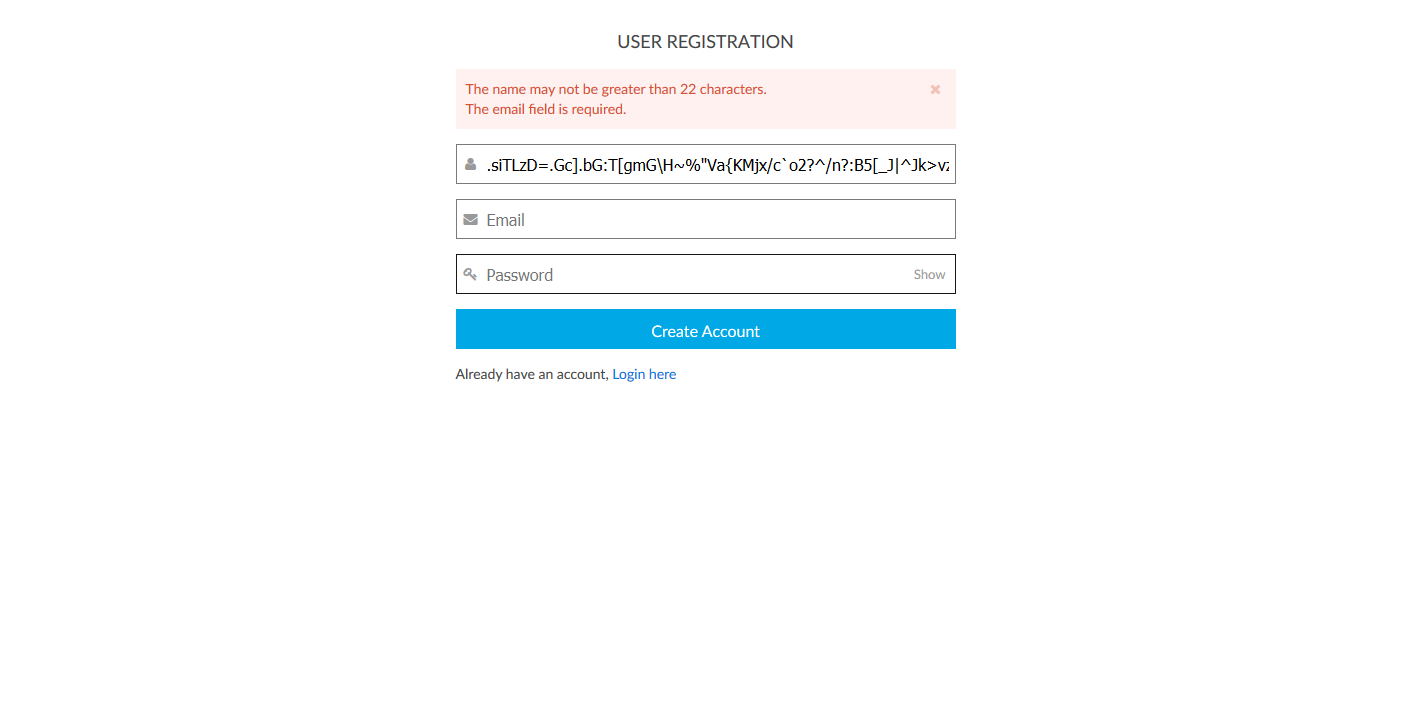 USER REGISTRATION
The name may not be greater than 22 characters.
The email field is required.
.siTLzD=.Gc].bG:T[gmG\H~%"Va{KMjx/c`o2?^/n?:B5[_J|^Jk>vz
Email
Password Show
Create Account
Already have an account, Login here